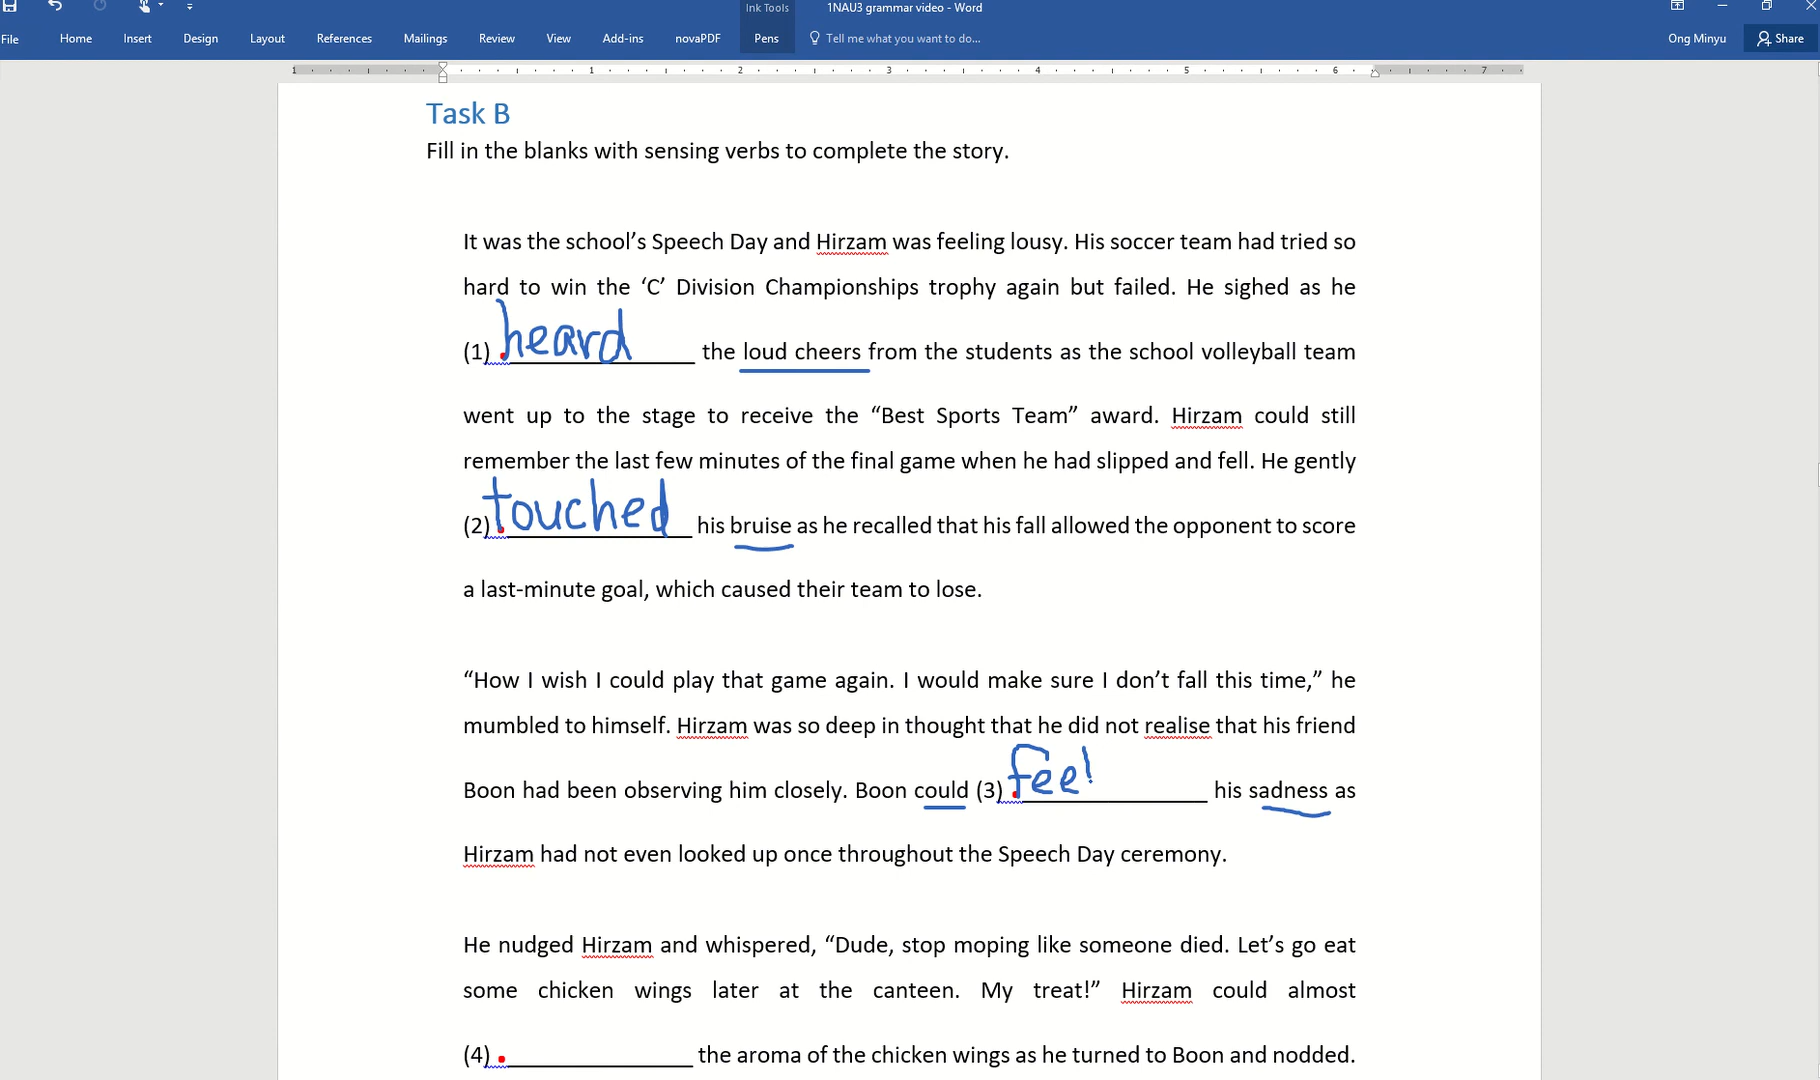 Ink Tools 1NAU3 grammar video - Word
File Home Insert Design Layout References Mailings Review View Add-ins novaPDF Pens Tell me what you want to do... Ong Minyu Share
1 1 2 3 4 5 6 7
Task B
Fill in the blanks with sensing verbs to complete the story.
It was the school’s Speech Day and Hirzam was feeling lousy. His soccer team had tried so
hard to win the ‘C’ Division Championships trophy again but failed. He sighed as he
(1) heard the loud cheers from the students as the school volleyball team
went up to the stage to receive the “Best Sports Team” award. Hirzam could still
remember the last few minutes of the final game when he had slipped and fell. He gently
(2) touched his bruise as he recalled that his fall allowed the opponent to score
a last-minute goal, which caused their team to lose.
“How I wish I could play that game again. I would make sure I don’t fall this time,” he
mumbled to himself. Hirzam was so deep in thought that he did not realise that his friend
Boon had been observing him closely. Boon could (3) feel his sadness as
Hirzam had not even looked up once throughout the Speech Day ceremony.
He nudged Hirzam and whispered, “Dude, stop moping like someone died. Let’s go eat
some chicken wings later at the canteen. My treat!” Hirzam could almost
(4) ______________ the aroma of the chicken wings as he turned to Boon and nodded.